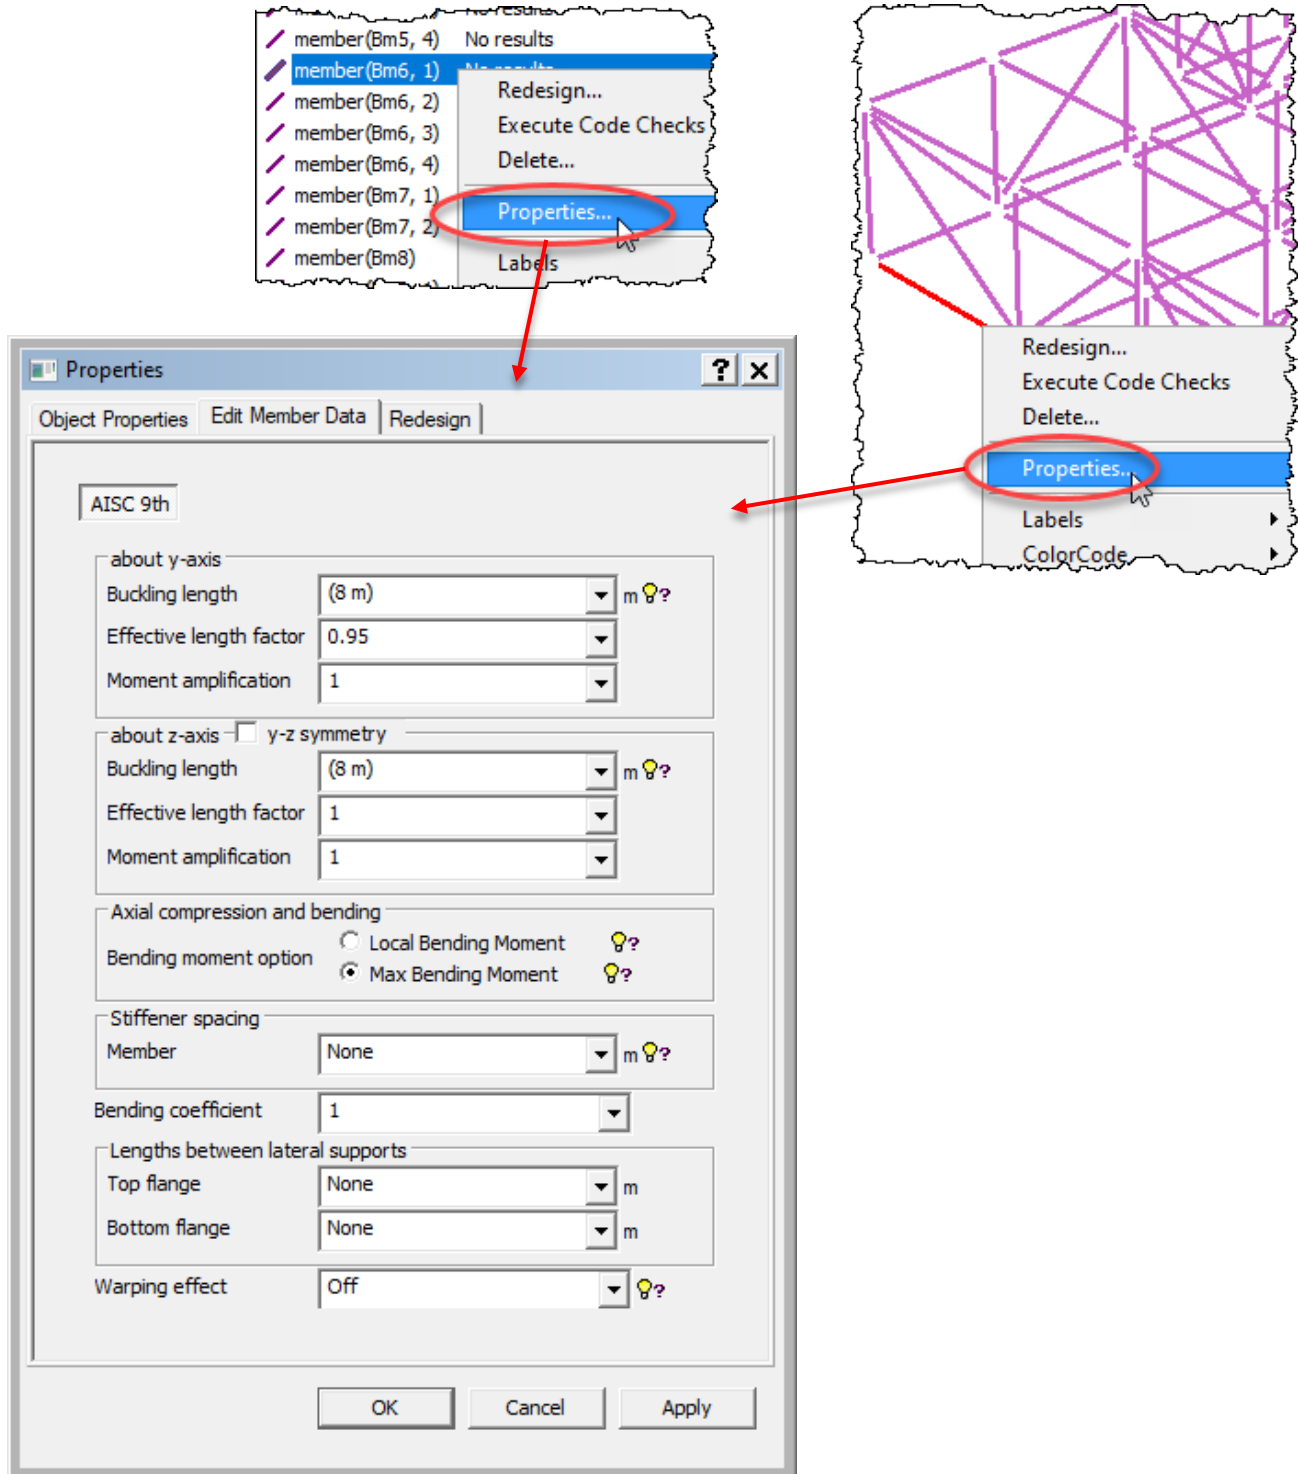 member(Bm5, 4) No results
member(Bm6, 1)
member(Bm6, 2)
member(Bm6, 3)
member(Bm6, 4)
member(Bm7, 1)
member(Bm7, 2)
member(Bm8)
Redesign...
Execute Code Checks
Delete...
Properties...
Labels
Redesign...
Execute Code Checks
Delete...
Properties...
Labels
ColorCode
Properties
Object Properties Edit Member Data Redesign
AISC 9th
about y-axis
Buckling length (8 m) m
Effective length factor 0.95
Moment amplification 1
about z-axis y-z symmetry
Buckling length (8 m) m
Effective length factor 1
Moment amplification 1
Axial compression and bending
Bending moment option
Local Bending Moment
Max Bending Moment
Stiffener spacing
Member None m
Bending coefficient 1
Lengths between lateral supports
Top flange None m
Bottom flange None m
Warping effect Off
OK Cancel Apply